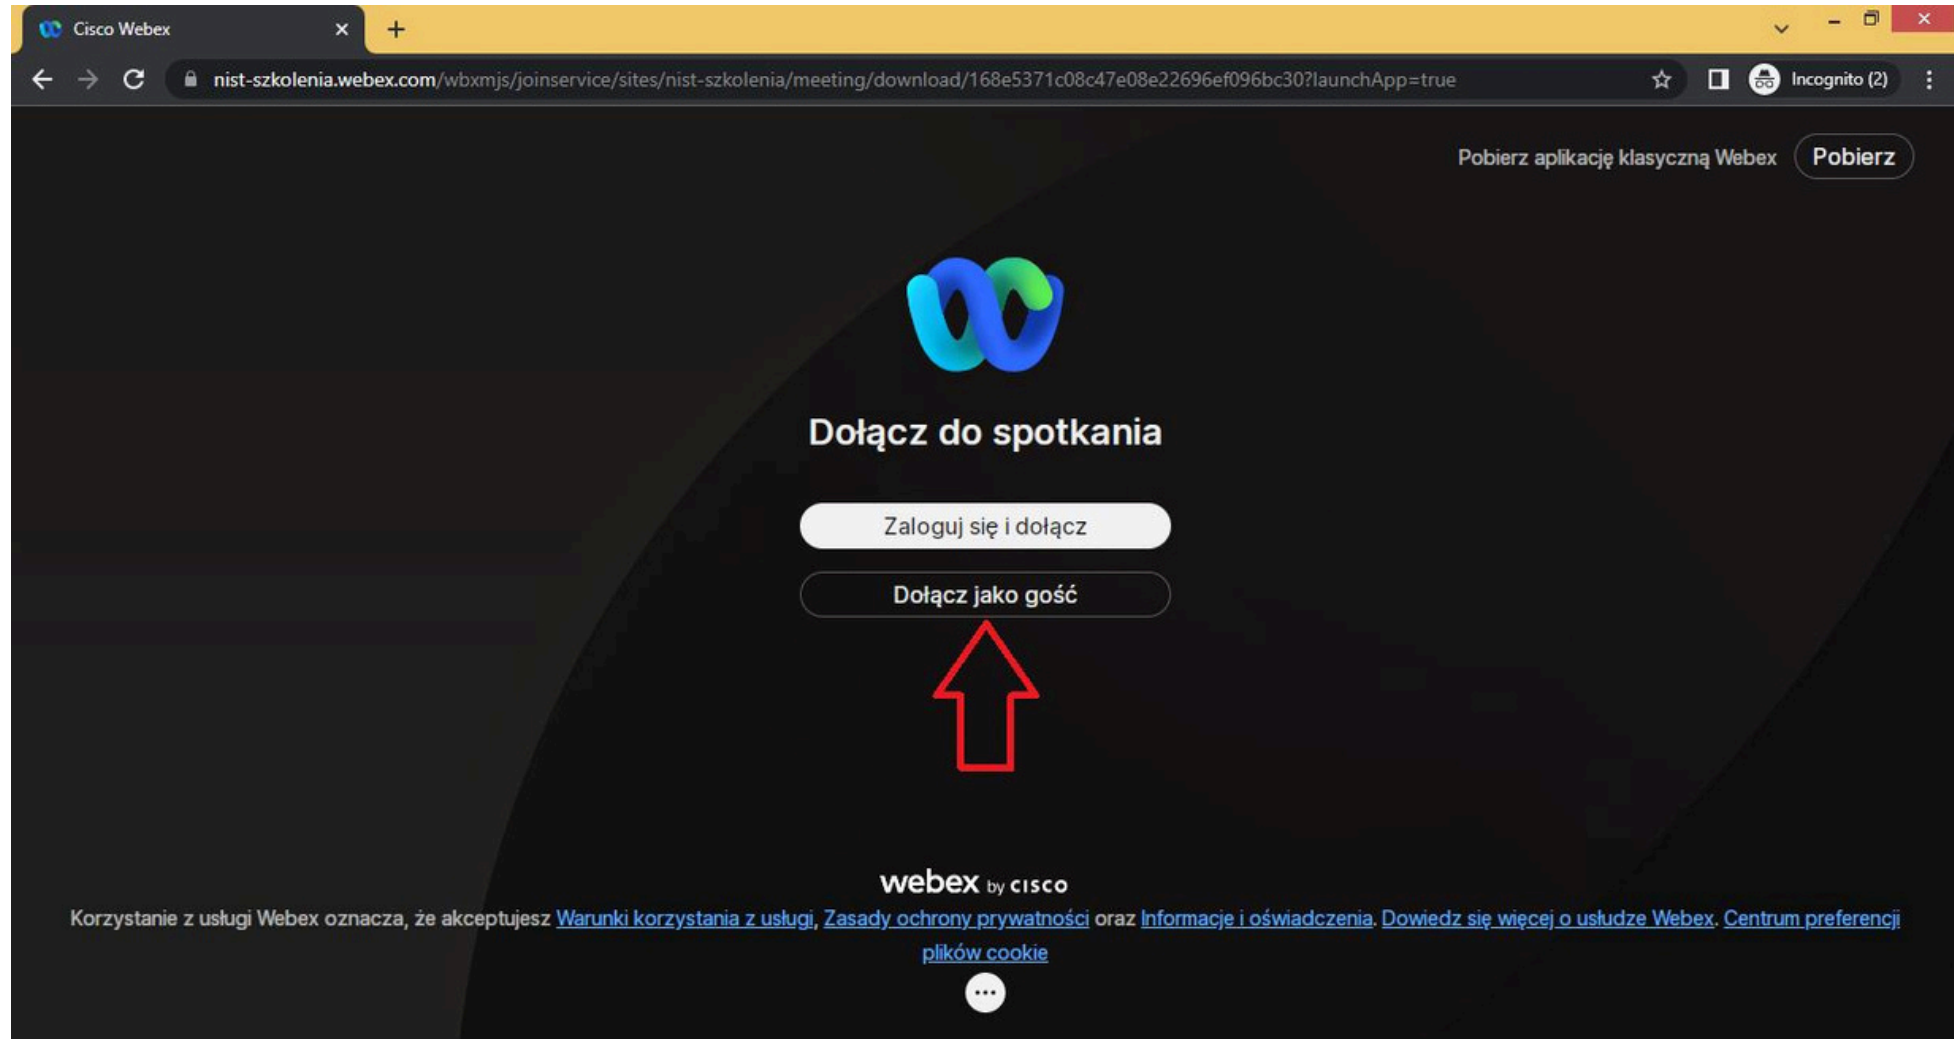 Cisco Webex
nist-szkolenia.webex.com/wbxmjs/joinservice/sites/nist-szkolenia/meeting/download/168e5371c08c47e08e22696ef096bc30?launchApp=true
Incognito (2)
Pobierz aplikację klasyczną Webex Pobierz
Dołącz do spotkania
Zaloguj się i dołącz
Dołącz jako gość
webex by CISCO
Korzystanie z usługi Webex oznacza, że akceptujesz Warunki korzystania z usługi, Zasady ochrony prywatności oraz Informacje i oświadczenia. Dowiedz się więcej o usłudze Webex. Centrum preferencji
plików cookie